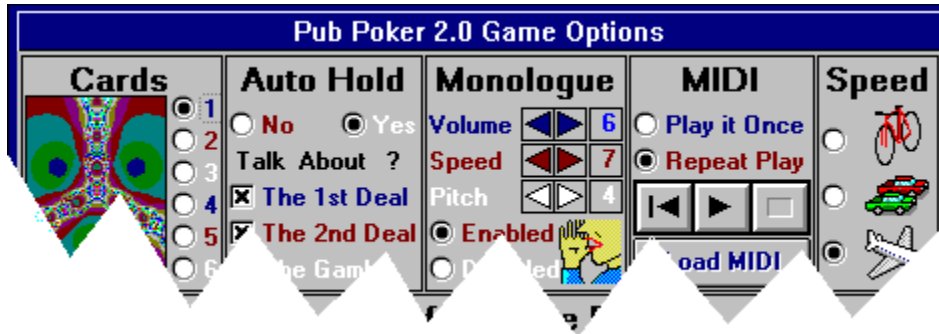 Pub Poker 2.0 Game Options
Cards
1
2
3
4
5
6
Auto Hold
No Yes
Talk About ?
The 1st Deal
The 2nd Deal
Monologue
Volume 6
Speed 7
Pitch 4
Enabled
MIDI
Play it Once
Repeat Play
Load MIDI
Speed